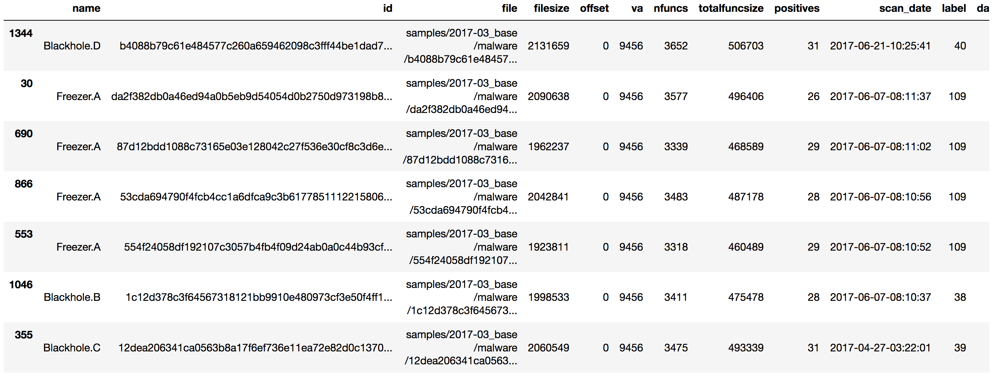 name id file filesize offset va nfuncs totalfuncsize positives scan_date label da
1344 samples/2017-03_base
Blackhole.D b4088b79c61e484577c260a659462098c3fff44be1dad7... /malware 2131659 0 9456 3652 506703 31 2017-06-21-10:25:41 40
/b4088b79c61e48457...
30 samples/2017-03_base
Freezer.A da2f382db0a46ed94a0b5eb9d54054d0b2750d973198b8... /malware 2090638 0 9456 3577 496406 26 2017-06-07-08:11:37 109
/da2f382db0a46ed94...
690 samples/2017-03_base
Freezer.A 87d12bdd1088c73165e03e128042c27f536e30cf8c3d6e... /malware 1962237 0 9456 3339 468589 29 2017-06-07-08:11:02 109
/87d12bdd1088c7316...
866 samples/2017-03_base
Freezer.A 53cda694790f4fcb4cc1a6dfca9c3b6177851112215806... /malware 2042841 0 9456 3483 487178 28 2017-06-07-08:10:56 109
/53cda694790f4fcb4...
553 samples/2017-03_base
Freezer.A 554f24058df192107c3057b4fb4f09d24ab0a0c44b93cf... /malware 1923811 0 9456 3318 460489 29 2017-06-07-08:10:52 109
/554f24058df192107...
1046 samples/2017-03_base
Blackhole.B 1c12d378c3f64567318121bb9910e480973cf3e50f4ff1... /malware 1998533 0 9456 3411 475478 28 2017-06-07-08:10:37 38
/1c12d378c3f645673...
355 samples/2017-03_base
Blackhole.C 12dea206341ca0563b8a17f6ef736e11ea72e82d0c1370... /malware 2060549 0 9456 3475 493339 31 2017-04-27-03:22:01 39
/12dea206341ca0563...